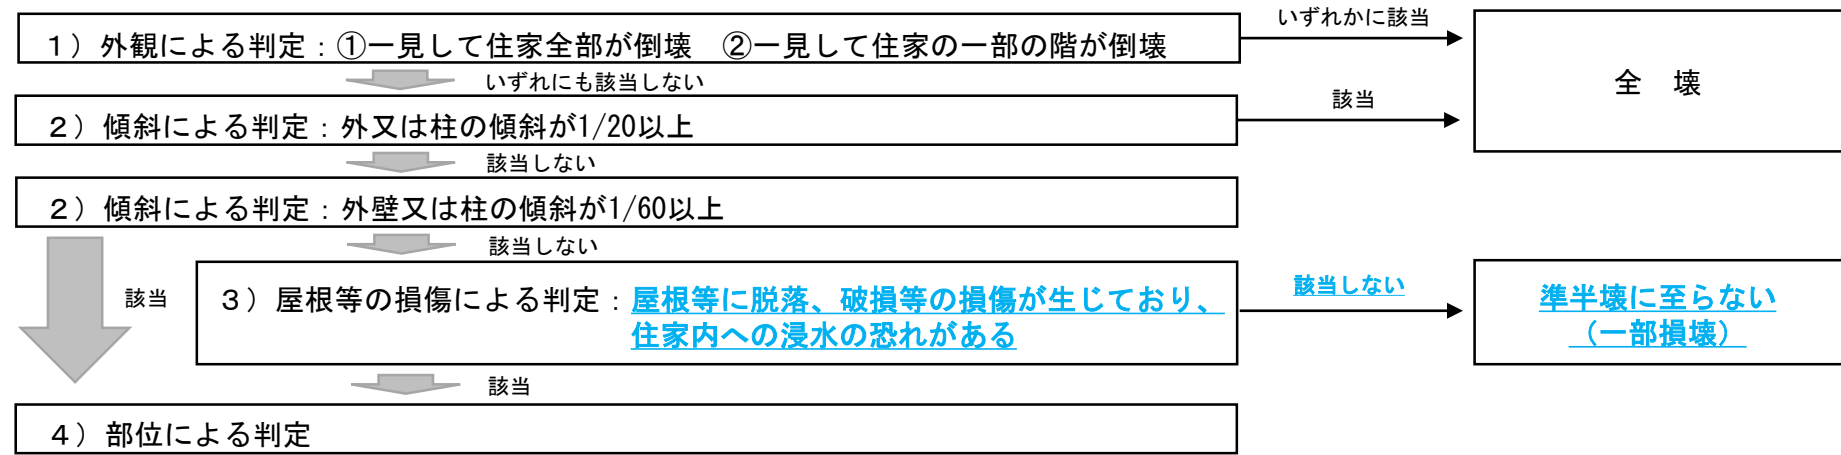 いずれかに該当
1）外観による判定：①一見して住家全部が倒壊　②一見して住家の一部の階が倒壊
全　壊
いずれにも該当しない
該当
2）傾斜による判定：外又は柱の傾斜が1/20以上
該当しない
2）傾斜による判定：外壁又は柱の傾斜が1/60以上
該当しない
該当
3）屋根等の損傷による判定：屋根等に脱落、破損等の損傷が生じており、
住家内への浸水の恐れがある
該当しない
準半壊に至らない
（一部損壊）
該当
4）部位による判定